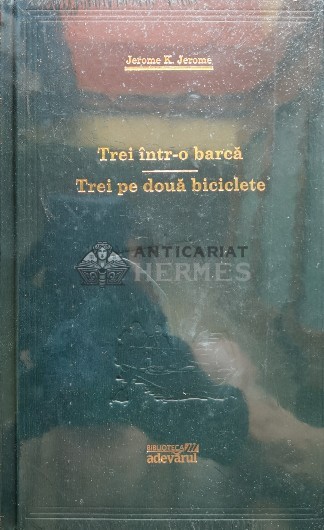 Jerome K. Jerome
Trei într-o barcă
Trei pe două biciclete
ANTICARIAT
HERMES
BIBLIOTECA
adevărul